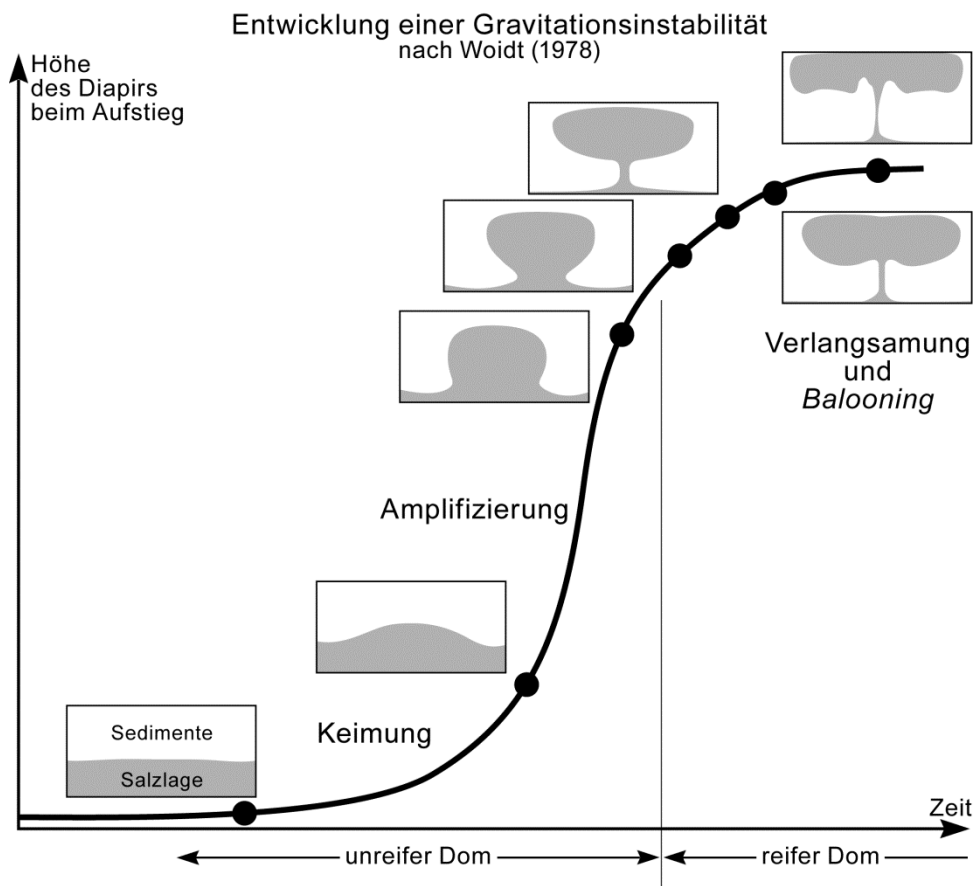 Entwicklung einer Gravitationsinstabilität
nach Woidt (1978)
Höhe
des Diapirs
beim Aufstieg
Verlangsamung
und
Balooning
Amplifizierung
Keimung
Sedimente
Salzlage
Zeit
unreifer Dom
reifer Dom